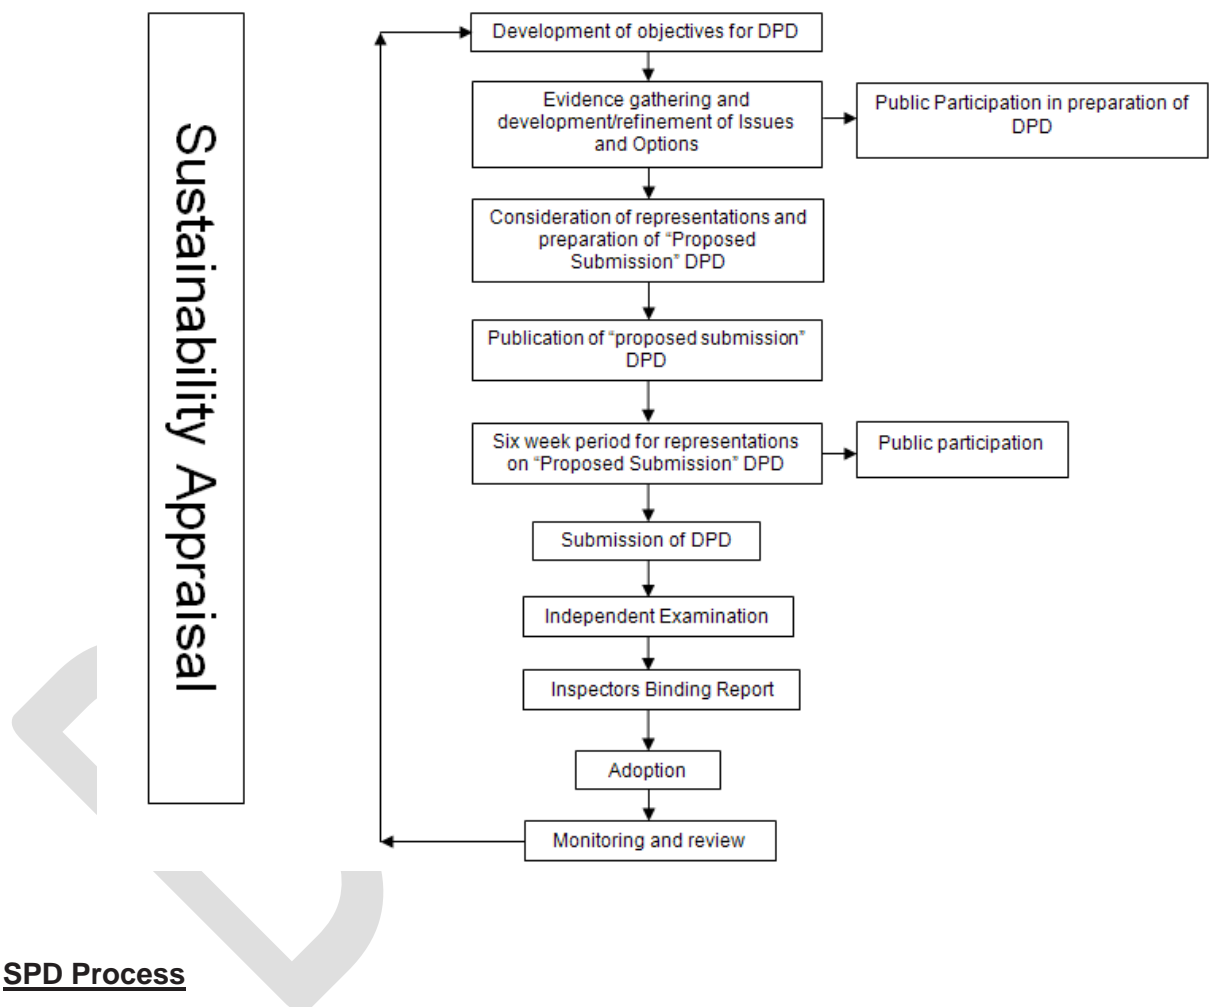 Sustainability Appraisal
Development of objectives for DPD
Evidence gathering and
development/refinement of Issues
and Options
Public Participation in preparation of
DPD
Consideration of representations and
preparation of “Proposed
Submission” DPD
Publication of “proposed submission”
DPD
Six week period for representations
on “Proposed Submission” DPD
Public participation
Submission of DPD
Independent Examination
Inspectors Binding Report
Adoption
Monitoring and review
SPD Process